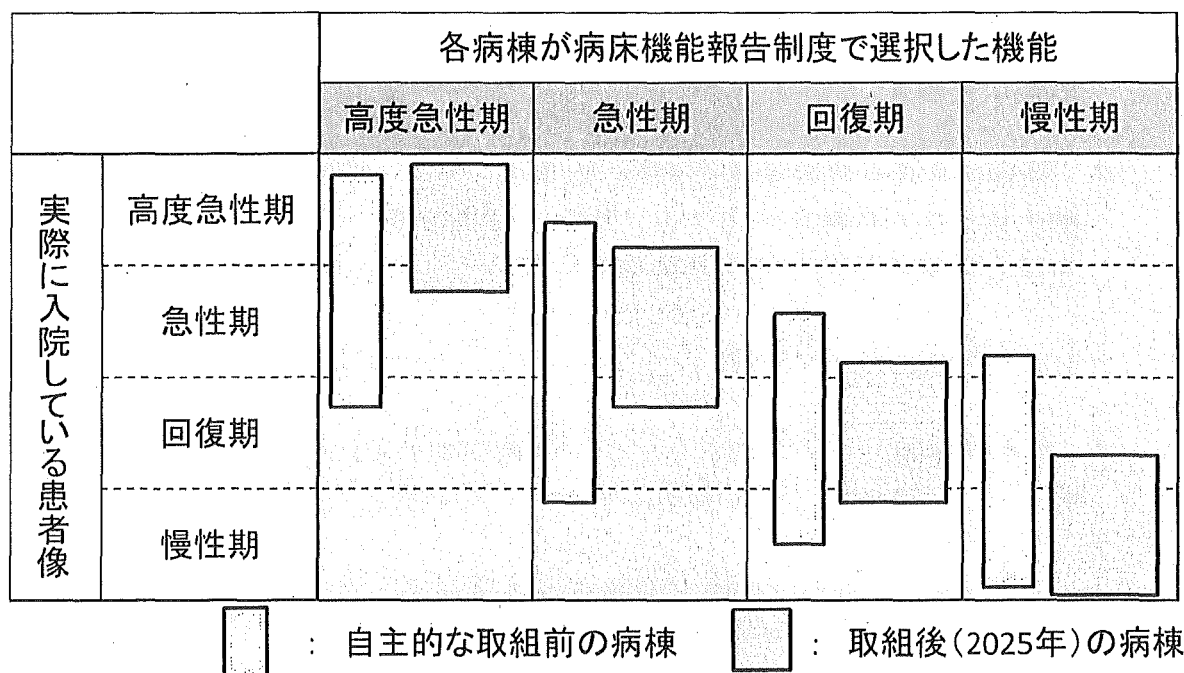 各病棟が病床機能報告制度で選択した機能
高度急性期
急性期
回復期
慢性期
実際に入院している患者像
高度急性期
急性期
回復期
慢性期
: 自主的な取組前の病棟
: 取組後(2025年)の病棟